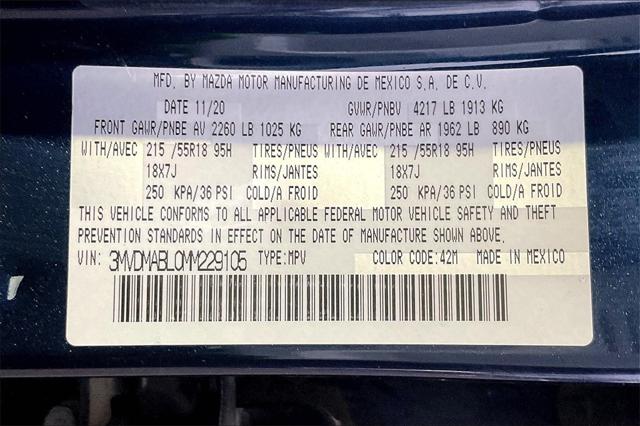 MFD. BY MAZDA MOTOR MANUFACTURING DE MEXICO S.A. DE C.V.
DATE 11/20 GVWR/PNBV 4217 LB 1913 KG
FRONT GAWR/PNBE AV 2260 LB 1025 KG REAR GAWR/PNBE AR 1962 LB 890 KG
WITH/AVEC 215 /55R18 95H TIRES/PNEUS WITH/AVEC 215 /55R18 95H TIRES/PNEUS
18X7J RIMS/JANTES 18X7J RIMS/JANTES
250 KPA/36 PSI COLD/A FROID 250 KPA/36 PSI COLD/A FROID
THIS VEHICLE CONFORMS TO ALL APPLICABLE FEDERAL MOTOR VEHICLE SAFETY AND THEFT
PREVENTION STANDARDS IN EFFECT ON THE DATE OF MANUFACTURE SHOWN ABOVE.
VIN: 3MVDMABL0MM229105 TYPE:MPV COLOR CODE:42M MADE IN MEXICO